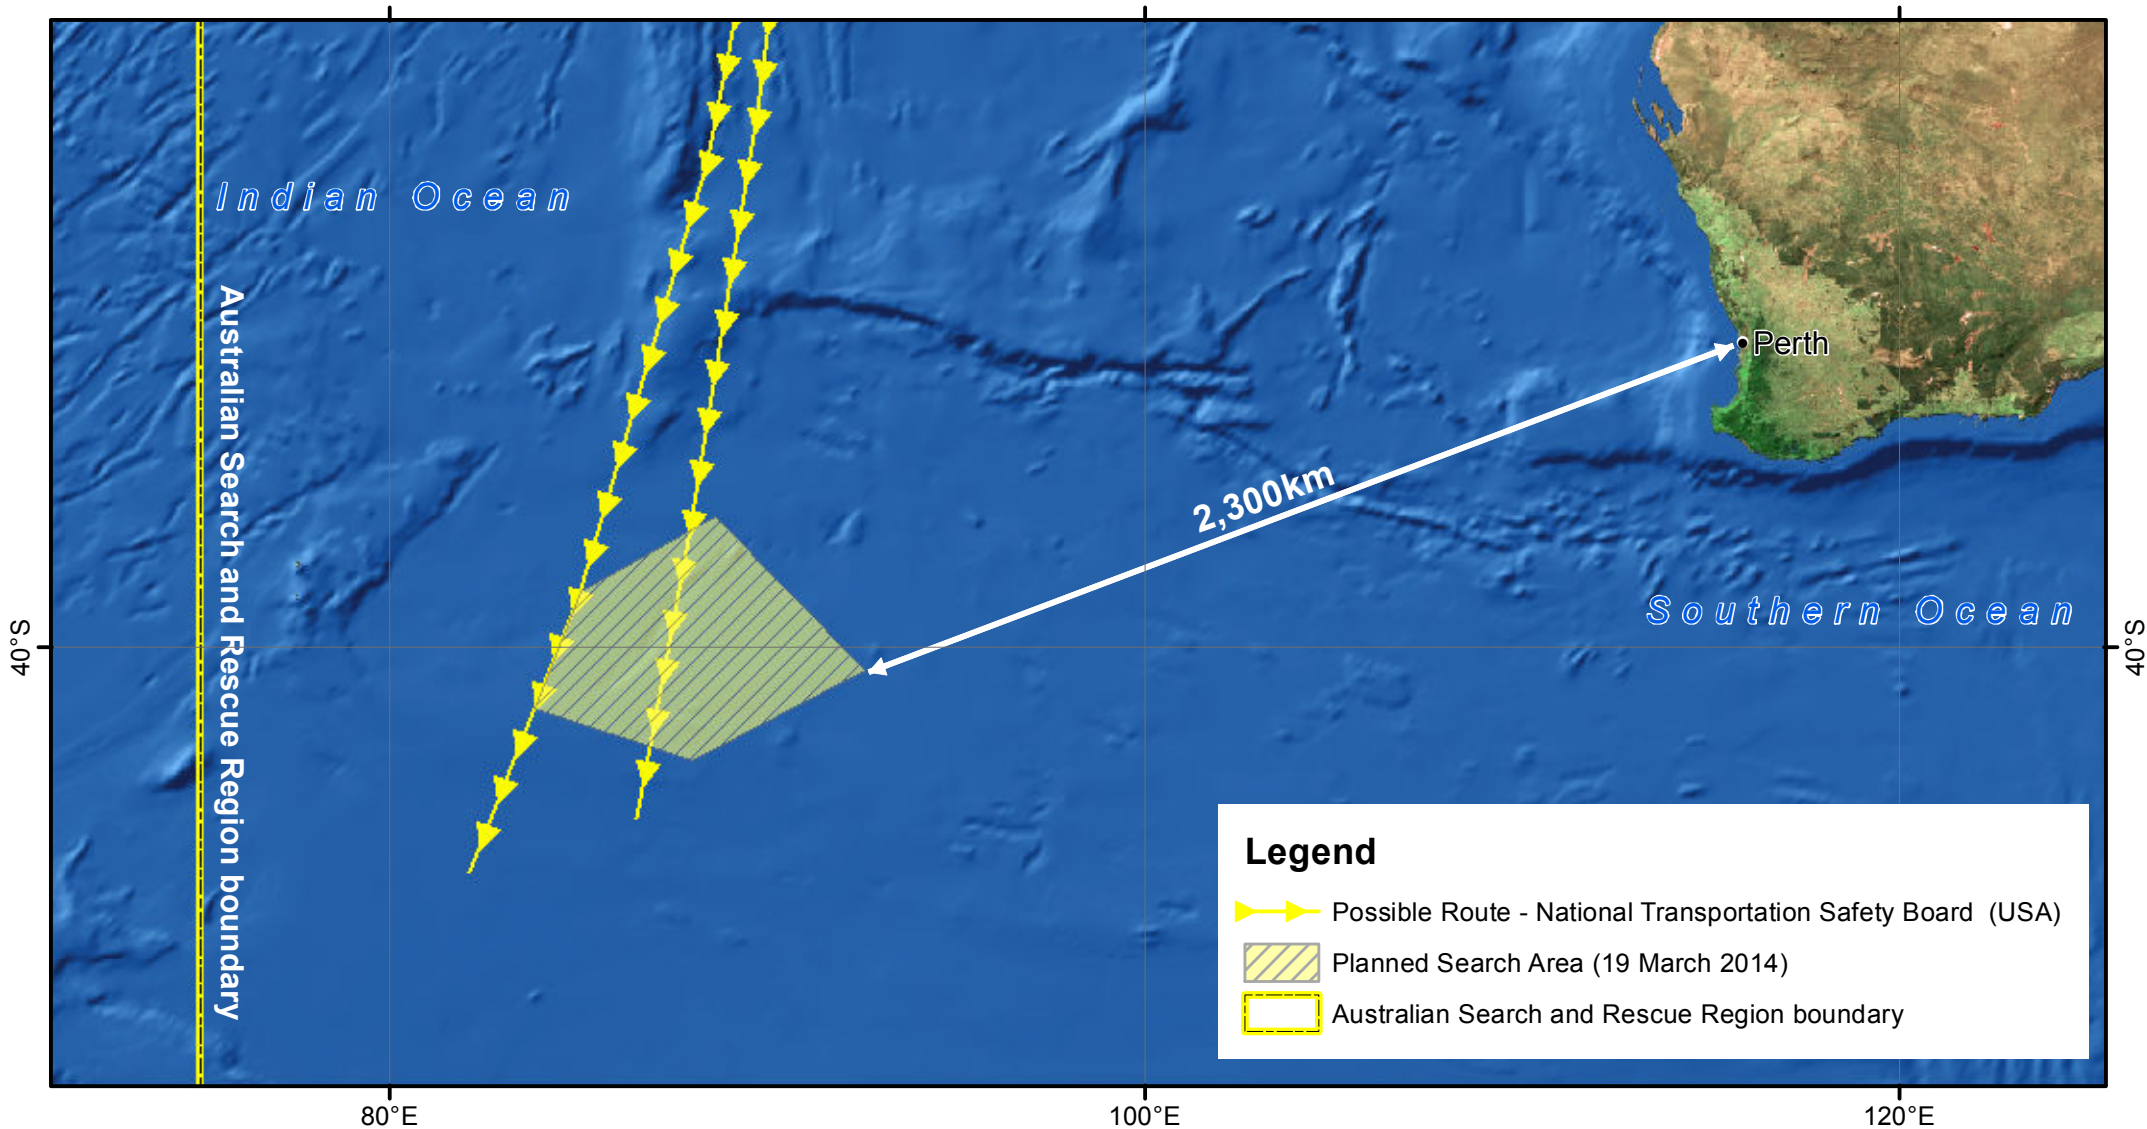 Indian Ocean
Australian Search and Rescue Region boundary
Perth
2,300km
Southern Ocean
40°S
40°S
Legend
Possible Route - National Transportation Safety Board (USA)
Planned Search Area (19 March 2014)
Australian Search and Rescue Region boundary
80°E
100°E
120°E